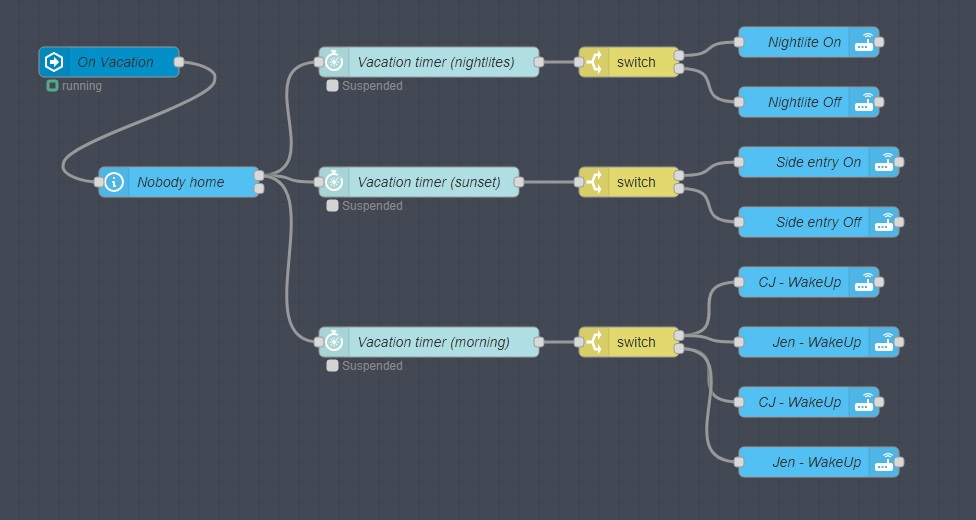 On Vacation
running
Nobody home
Vacation timer (nightlites)
Suspended
switch
Nightlite On
Nightlite Off
Vacation timer (sunset)
Suspended
switch
Side entry On
Side entry Off
Vacation timer (morning)
Suspended
switch
CJ - WakeUp
Jen - WakeUp
CJ - WakeUp
Jen - WakeUp